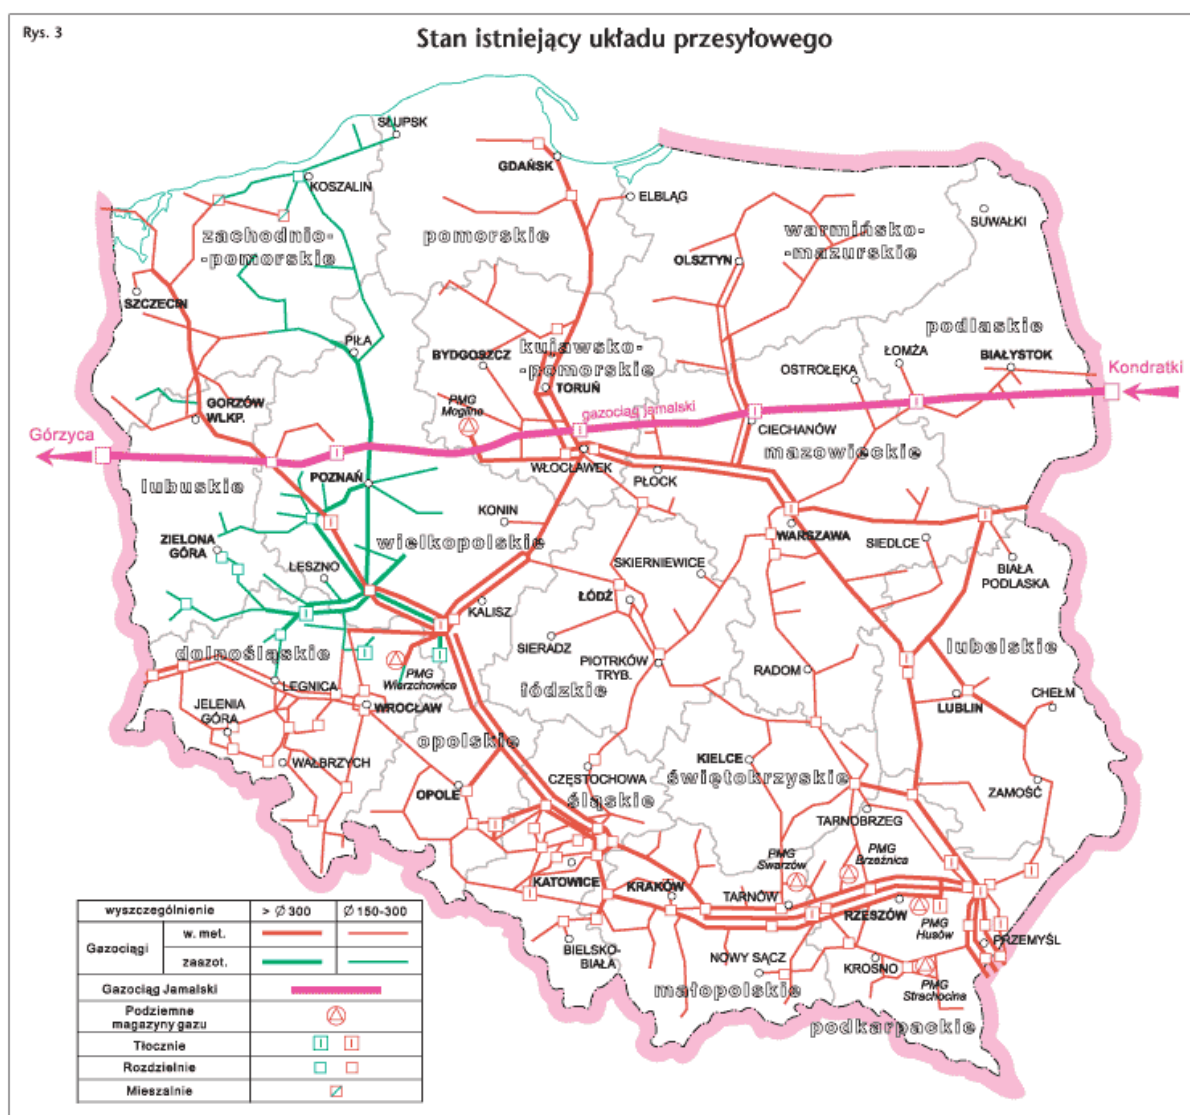 Rys. 3
Stan istniejący układu przesyłowego
SŁUPSK
GDAŃSK
KOSZALIN
ELBLĄG
SUWAŁKI
zachodnio-
-pomorskie
pomorskie
warmińsko-
-mazurskie
OLSZTYN
SZCZECIN
PIŁA
BYDGOSZCZ
kujawsko-
-pomorskie
TORUŃ
podlaskie
ŁOMŻA
BIAŁYSTOK
OSTROŁĘKA
Kondratki
PMG
Mogilno
GORZÓW
WLKP.
gazociąg jamalski
CIECHANÓW
mazowieckie
Górzyca
lubuskie
POZNAŃ
WŁOCŁAWEK
PŁOCK
KONIN
WARSZAWA
SIEDLCE
ZIELONA
GÓRA
wielkopolskie
LESZNO
SKIERNIEWICE
BIAŁA
PODLASKA
KALISZ
ŁÓDŹ
SIERADZ
PIOTRKÓW
TRYB.
lubelskie
dolnośląskie
PMG
Wierzchowice
łódzkie
RADOM
LEGNICA
LUBLIN
CHEŁM
JELENIA
GÓRA
WROCŁAW
opolskie
WAŁBRZYCH
KIELCE
świętokrzyskie
CZĘSTOCHOWA
śląskie
OPOLE
ZAMOŚĆ
TARNOBRZEG
PMG
Swarzów
PMG
Brzeźnica
KATOWICE
KRAKÓW
TARNÓW
RZESZÓW
PMG
Husów
PRZEMYŚL
BIELSKO-
BIAŁA
NOWY SĄCZ
KROSNO
PMG
Strachocina
małopolskie
podkarpackie
wyszczególnienie > Ø 300 Ø 150-300
Gazociągi w. met.
zaazot.
Gazociąg Jamalski
Podziemne
magazyny gazu
Tłocznie
Rozdzielnie
Mieszalnie